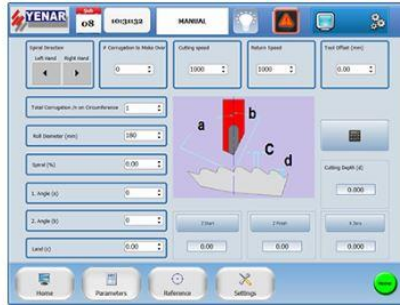 YENAR
08
10:31:32
MANUAL
Spiral Direction
Left Hand Right Hand
# Corrugation to Make Over
0
Cutting speed
1000
Return Speed
1000
Tool Offset (mm)
0.00
Total Corrugation /n on Circumference
1
Roll Diameter (mm)
180
Spiral (%)
0.00
1. Angle (a)
0
2. Angle (b)
0
Land (c)
0.00
a
b
C
d
Cutting Depth (d)
0.000
0.00
0.00
0.000
Home
Parameters
Reference
Settings